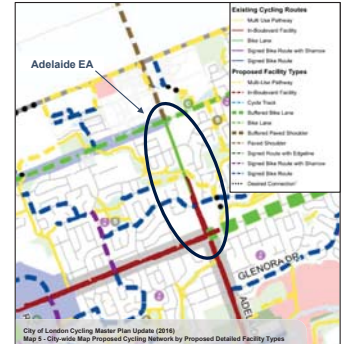 Existing Cycling Routes
Multi Use Pathway
In-Boulevard Facility
Bike Lane
Signed Bike Route with Sharrow
Signed Bike Route
Proposed Facility Types
Multi-Use Pathway
In-Boulevard Facility
Cycle Track
Buffered Bike Lane
Bike Lane
Buffered Paved Shoulder
Paved Shoulder
Signed Route with Edgeline
Signed Bike Route with Sharrow
Signed Bike Route
Desired Connection
Adelaide EA
GLENORA DR
City of London Cycling Master Plan Update (2016)
Map 5 - City-wide Map Proposed Cycling Network by Proposed Detailed Facility Types